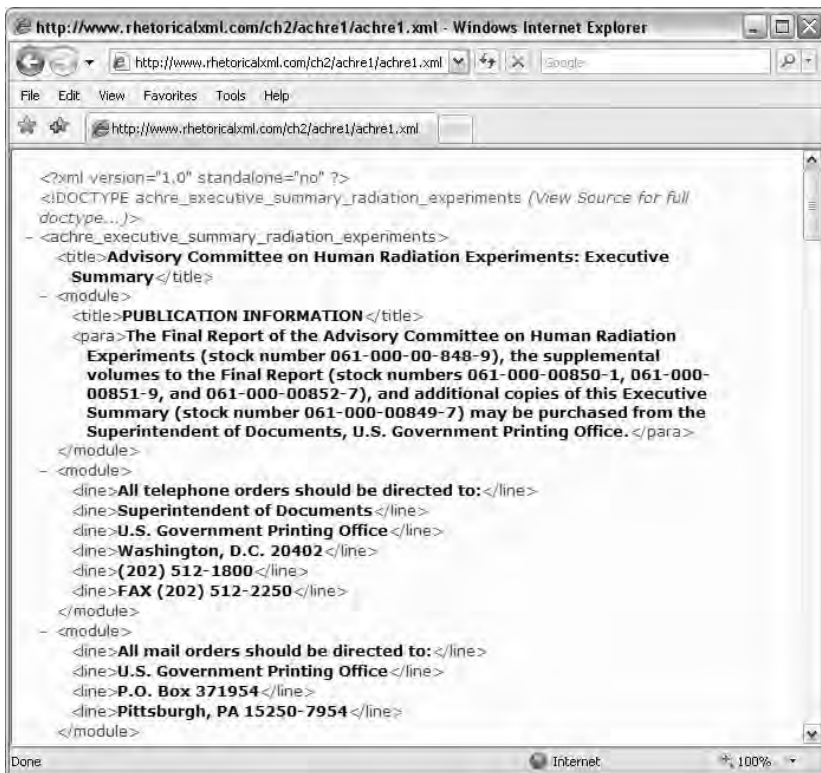 http://www.rhetoricalxml.com/ch2/achre1/achre1.xml - Windows Internet Explorer
http://www.rhetoricalxml.com/ch2/achre1/achre1.xml Google
File Edit View Favorites Tools Help
http://www.rhetoricalxml.com/ch2/achre1/achre1.xml
<?xml version="1.0" standalone="no" ?>
<!DOCTYPE achre_executive_summary_radiation_experiments (View Source for full
doctype...)>
- <achre_executive_summary_radiation_experiments>
<title>Advisory Committee on Human Radiation Experiments: Executive
Summary</title>
- <module>
<title>PUBLICATION INFORMATION</title>
<para>The Final Report of the Advisory Committee on Human Radiation
Experiments (stock number 061-000-00-848-9), the supplemental
volumes to the Final Report (stock numbers 061-000-00850-1, 061-000-
00851-9, and 061-000-00852-7), and additional copies of this Executive
Summary (stock number 061-000-00849-7) may be purchased from the
Superintendent of Documents, U.S. Government Printing Office.</para>
</module>
- <module>
<line>All telephone orders should be directed to:</line>
<line>Superintendent of Documents</line>
<line>U.S. Government Printing Office</line>
<line>Washington, D.C. 20402</line>
<line>(202) 512-1800</line>
<line>FAX (202) 512-2250</line>
</module>
- <module>
<line>All mail orders should be directed to:</line>
<line>U.S. Government Printing Office</line>
<line>P.O. Box 371954</line>
<line>Pittsburgh, PA 15250-7954</line>
</module>
Done Internet 100%